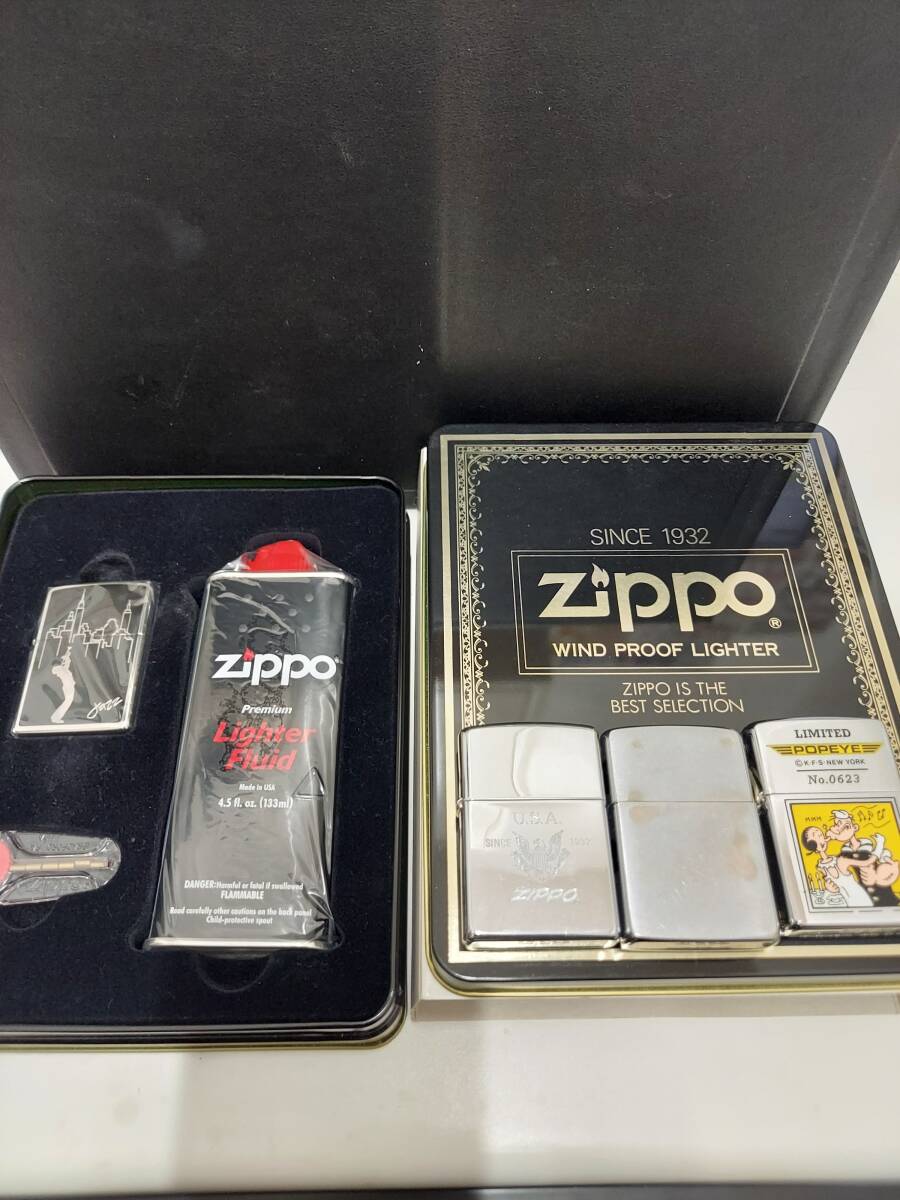 jazz
zippo
Premium
Lighter
Fluid
Made in USA
4.5 fl. oz. (133ml)
DANGER:Harmful or fatal if swallowed
FLAMMABLE
Read carefully other cautions on the back panel
Child-protective spout
SINCE 1932
zippo®
WIND PROOF LIGHTER
ZIPPO IS THE
BEST SELECTION
U.S.A.
SINCE 1932
ZIPPO
LIMITED
POPEYE
©K·F·S·NEW YORK
No.0623